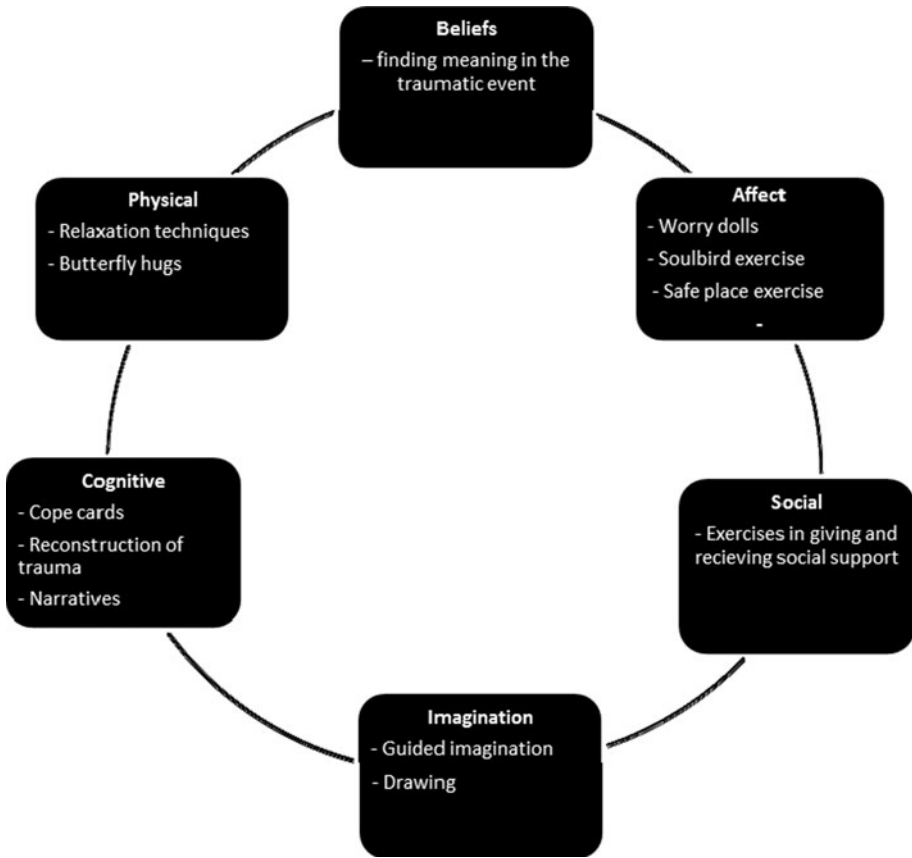 Beliefs
– finding meaning in the
traumatic event
Physical
- Relaxation techniques
- Butterfly hugs
Affect
- Worry dolls
- Soulbird exercise
- Safe place exercise
-
Cognitive
- Cope cards
- Reconstruction of
trauma
- Narratives
Social
- Exercises in giving and
recieving social support
Imagination
- Guided imagination
- Drawing